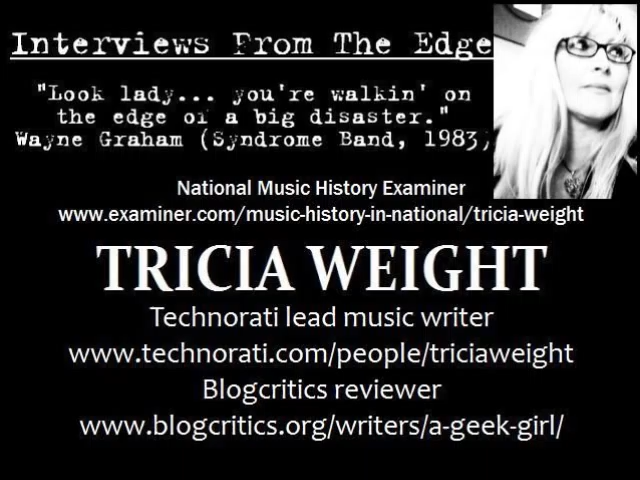 Interviews From The Edge
"Look lady... you're walkin' on
the edge of a big disaster."
Wayne Graham (Syndrome Band, 1983)
National Music History Examiner
www.examiner.com/music-history-in-national/tricia-weight
TRICIA WEIGHT
Technorati lead music writer
www.technorati.com/people/triciaweight
Blogcritics reviewer
www.blogcritics.org/writers/a-geek-girl/